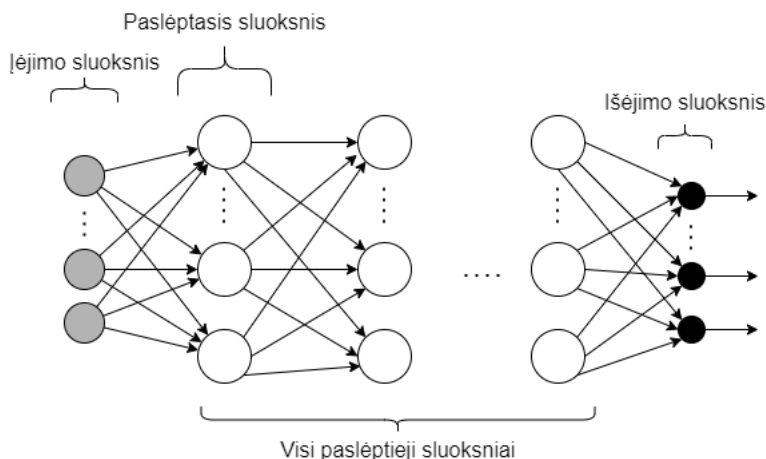 Paslėptasis sluoksnis
Įėjimo sluoksnis
Išėjimo sluoksnis
Visi paslėptieji sluoksniai